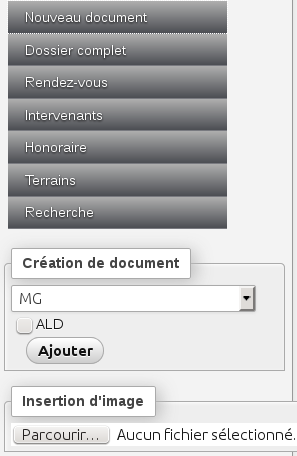 Nouveau document
Dossier complet
Rendez-vous
Intervenants
Honoraire
Terrains
Recherche
Création de document
MG
ALD
Ajouter
Insertion d'image
Parcourir... Aucun fichier sélectionné.